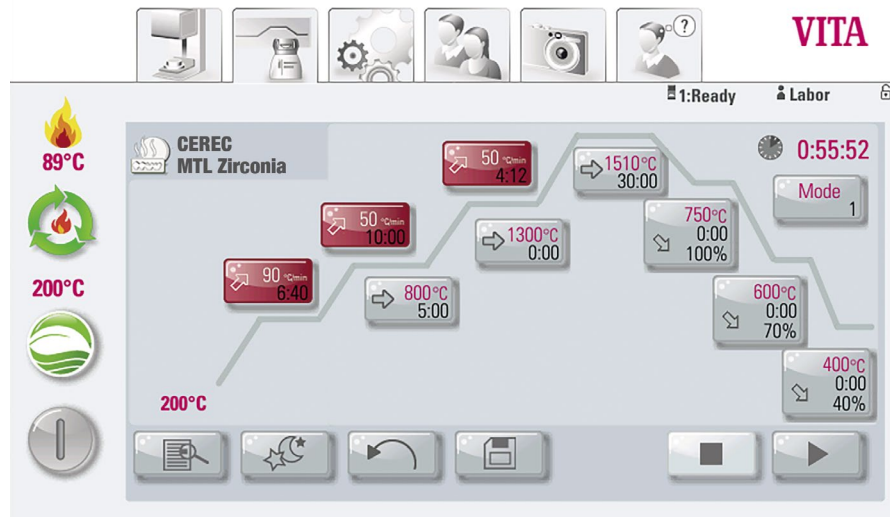 VITA
?
1:Ready
Labor
89°C
CEREC
MTL Zirconia
0:55:52
Mode
1
50 °C/min
4:12
1510°C
30:00
50 °C/min
10:00
1300°C
0:00
750°C
0:00
100%
90 °C/min
6:40
800°C
5:00
200°C
600°C
0:00
70%
400°C
0:00
40%
200°C